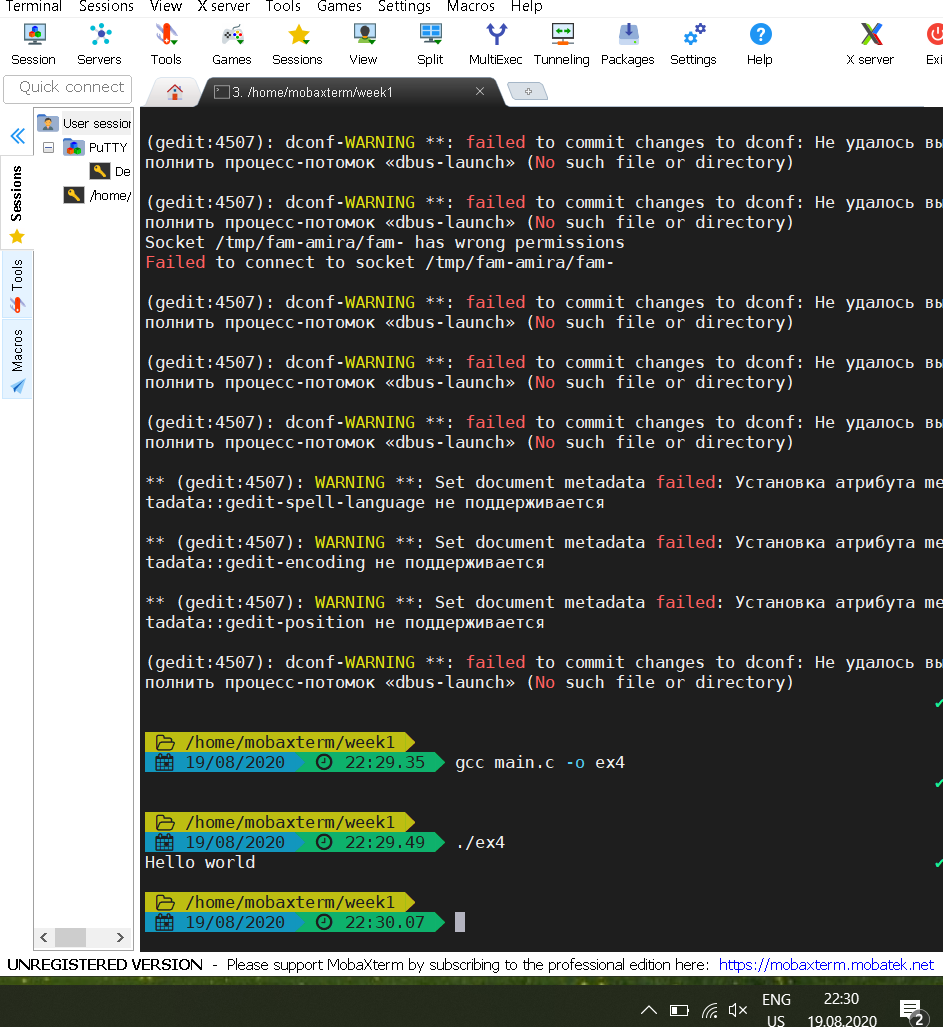 Terminal Sessions View X server Tools Games Settings Macros Help
Session Servers Tools Games Sessions View Split MultiExec Tunneling Packages Settings Help X server Exi
Quick connect
3. /home/mobaxterm/week1
User session
PuTTY
De
/home/
Sessions
Tools
Macros
(gedit:4507): dconf-WARNING **: failed to commit changes to dconf: Не удалось вы
полнить процесс-потомок «dbus-launch» (No such file or directory)
(gedit:4507): dconf-WARNING **: failed to commit changes to dconf: Не удалось вы
полнить процесс-потомок «dbus-launch» (No such file or directory)
Socket /tmp/fam-amira/fam- has wrong permissions
Failed to connect to socket /tmp/fam-amira/fam-
(gedit:4507): dconf-WARNING **: failed to commit changes to dconf: Не удалось вы
полнить процесс-потомок «dbus-launch» (No such file or directory)
(gedit:4507): dconf-WARNING **: failed to commit changes to dconf: Не удалось вы
полнить процесс-потомок «dbus-launch» (No such file or directory)
(gedit:4507): dconf-WARNING **: failed to commit changes to dconf: Не удалось вы
полнить процесс-потомок «dbus-launch» (No such file or directory)
** (gedit:4507): WARNING **: Set document metadata failed: Установка атрибута me
tadata::gedit-spell-language не поддерживается
** (gedit:4507): WARNING **: Set document metadata failed: Установка атрибута me
tadata::gedit-encoding не поддерживается
** (gedit:4507): WARNING **: Set document metadata failed: Установка атрибута me
tadata::gedit-position не поддерживается
(gedit:4507): dconf-WARNING **: failed to commit changes to dconf: Не удалось вы
полнить процесс-потомок «dbus-launch» (No such file or directory)
/home/mobaxterm/week1
19/08/2020 22:29.35 gcc main.c -o ex4
/home/mobaxterm/week1
19/08/2020 22:29.49 ./ex4
Hello world
/home/mobaxterm/week1
19/08/2020 22:30.07
UNREGISTERED VERSION - Please support MobaXterm by subscribing to the professional edition here: https://mobaxterm.mobatek.net
ENG 22:30
US 19.08.2020 2